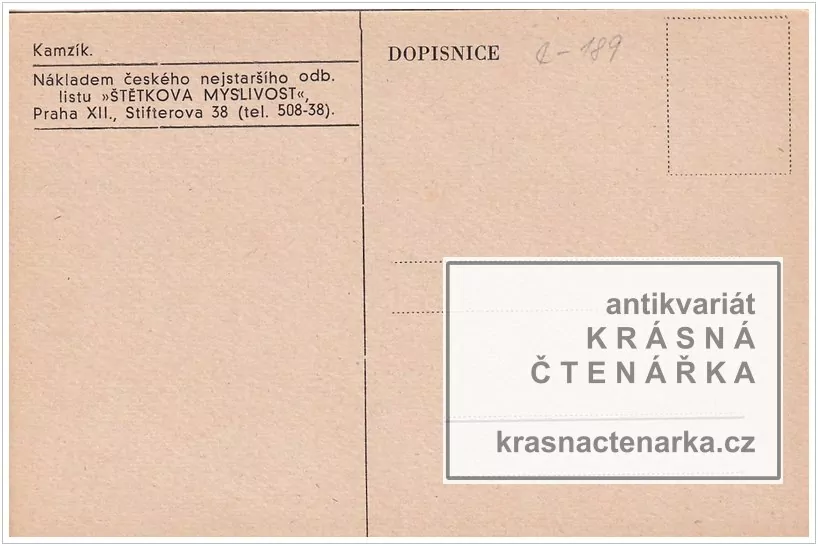 Kamzík.
Nákladem českého nejstaršího odb.
listu »ŠTĚTKOVA MYSLIVOST«,
Praha XII., Stifterova 38 (tel. 508-38).
DOPISNICE
antikvariát
KRÁSNÁ
ČTENÁŘKA
krasnactenarka.cz